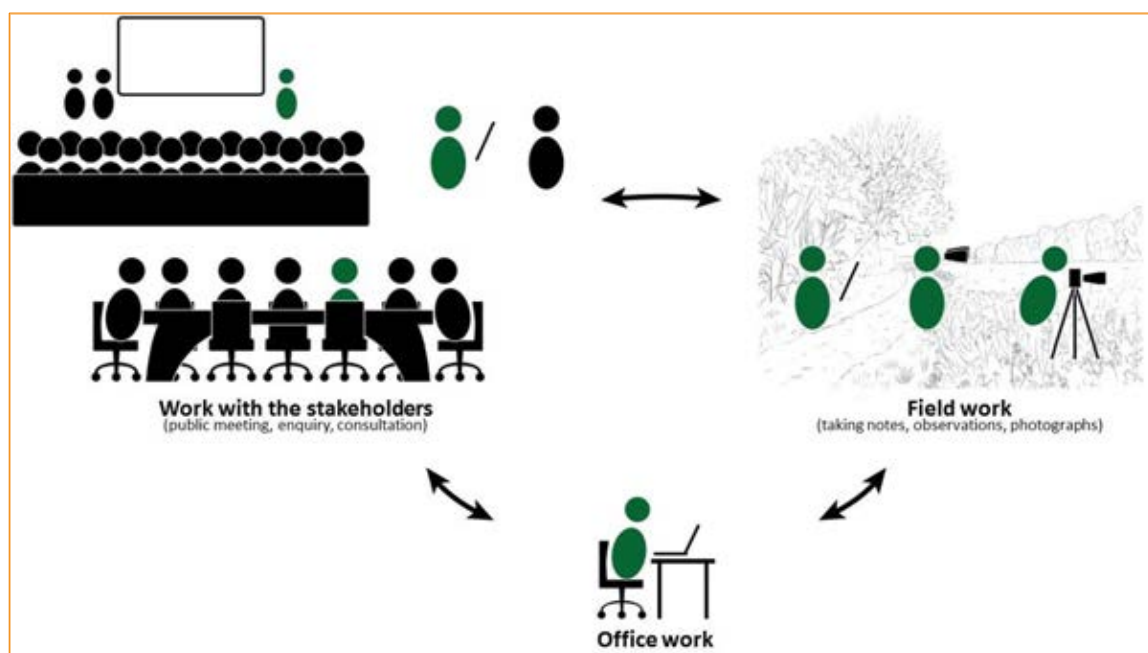 Work with the stakeholders
(public meeting, enquiry, consultation)
Field work
(taking notes, observations, photographs)
Office work